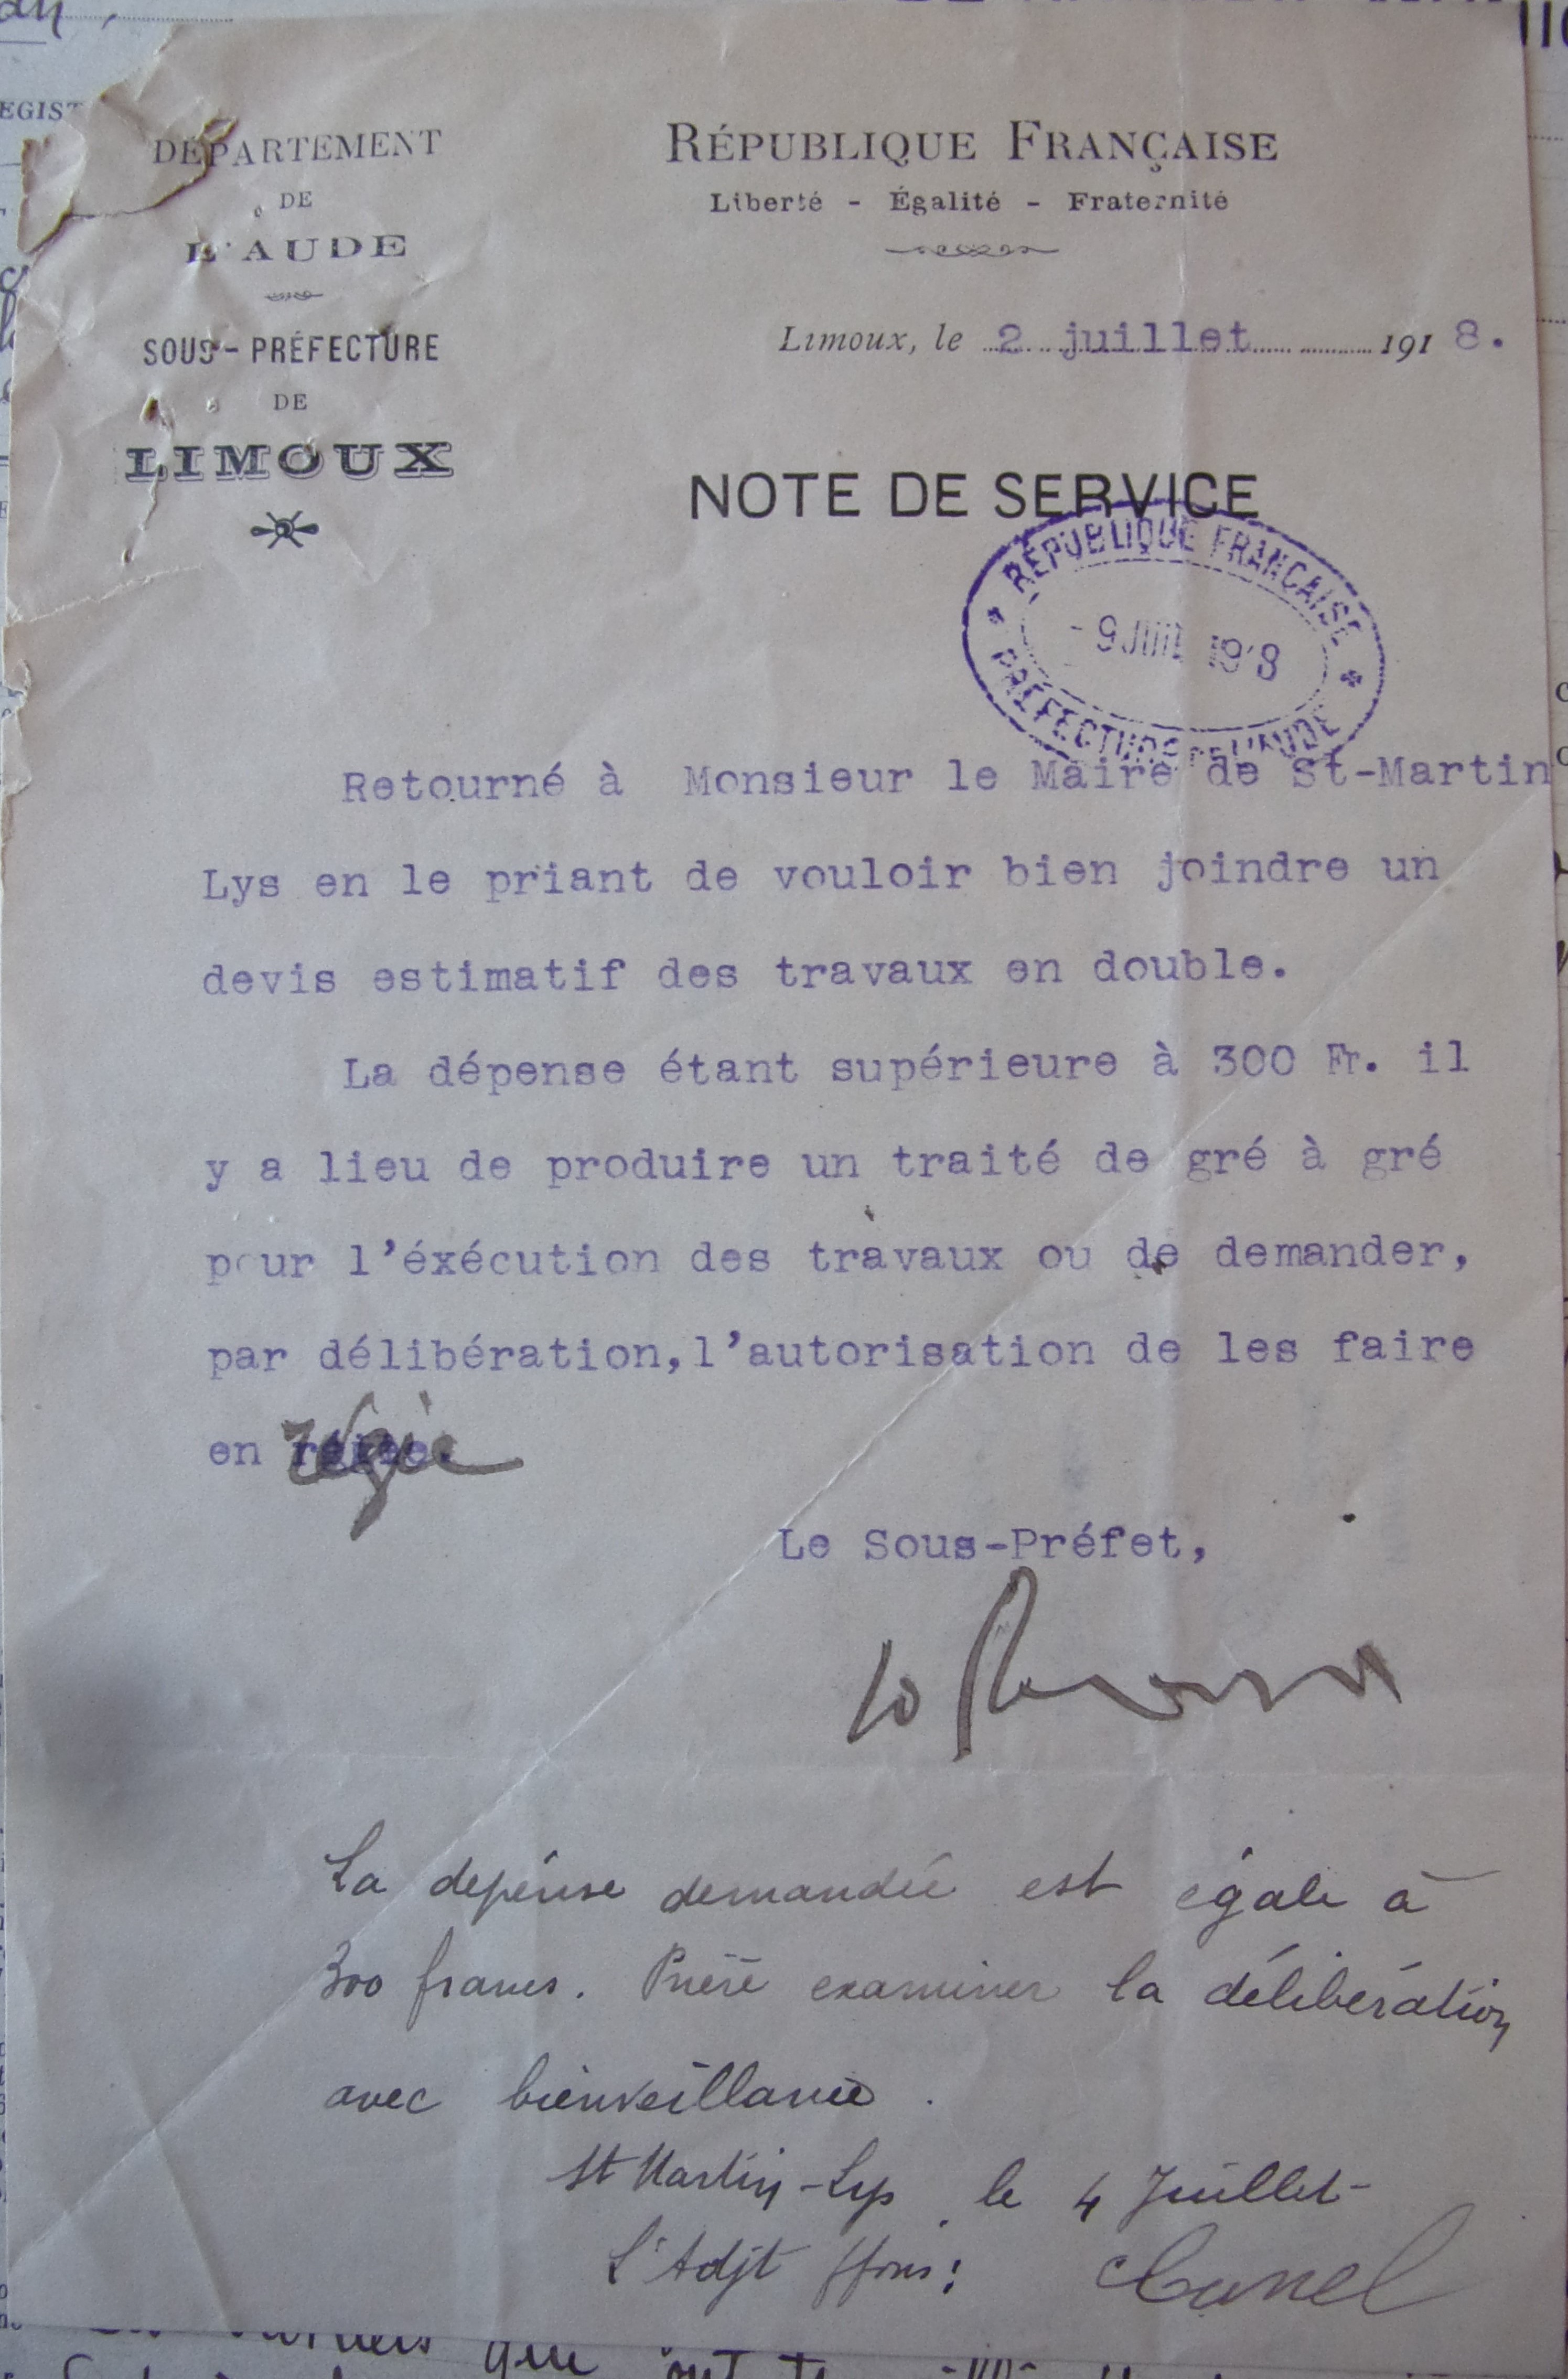 DÉPARTEMENT
DE
L'AUDE
SOUS-PRÉFECTURE
DE
LIMOUX
RÉPUBLIQUE FRANÇAISE
Liberté - Égalité - Fraternité
Limoux, le 2 juillet 1918.
NOTE DE SERVICE
RÉPUBLIQUE FRANCAISE
- 9 JUIL 1918
PRÉFECTURE DE L'AUDE
Retourné à Monsieur le Maire de St-Martin
Lys en le priant de vouloir bien joindre un
devis estimatif des travaux en double.
La dépense étant supérieure à 300 Fr. il
y a lieu de produire un traité de gré à gré
pour l'éxécution des travaux ou de demander,
par délibération, l'autorisation de les faire
en régie
Le Sous-Préfet,
La depénse demandée est égale à
300 francs. Prière examiner la délibération
avec bienveillance.
St Martin-Lys, le 4 Juillet-
L'Adjt ffons: